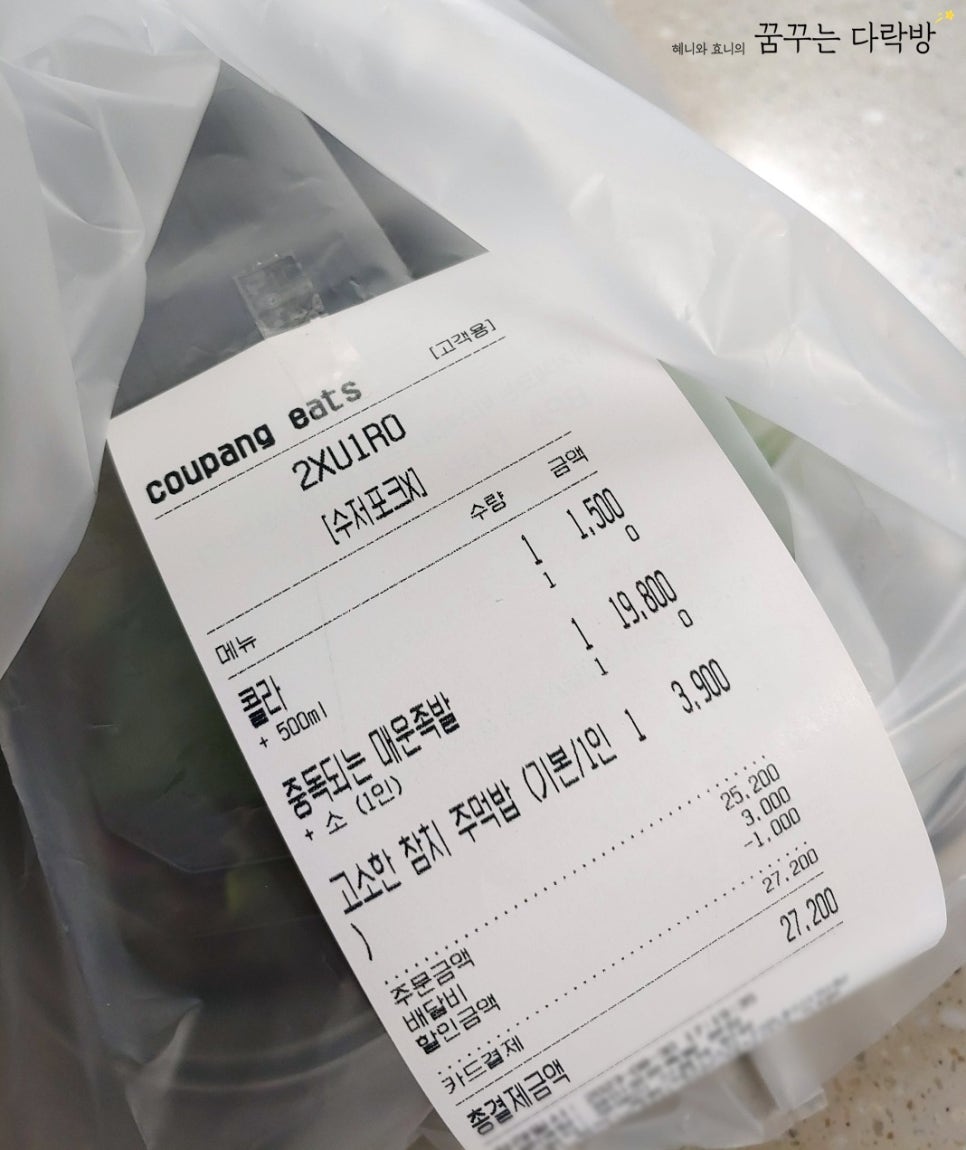 혜니와 효니의 꿈꾸는 다락방
[고객용]
coupang eats
2XU1RO
[수저포크X]
메뉴 수량 금액
콜라 1 1,500
+ 500ml 1 0
중독되는 매운족발 1 19,800
+ 소 (1인) 1 0
고소한 참치 주먹밥 (기본/1인 1 3,900
)
주문금액 25,200
배달비 3,000
할인금액 -1,000
카드결제 27,200
총결제금액 27,200